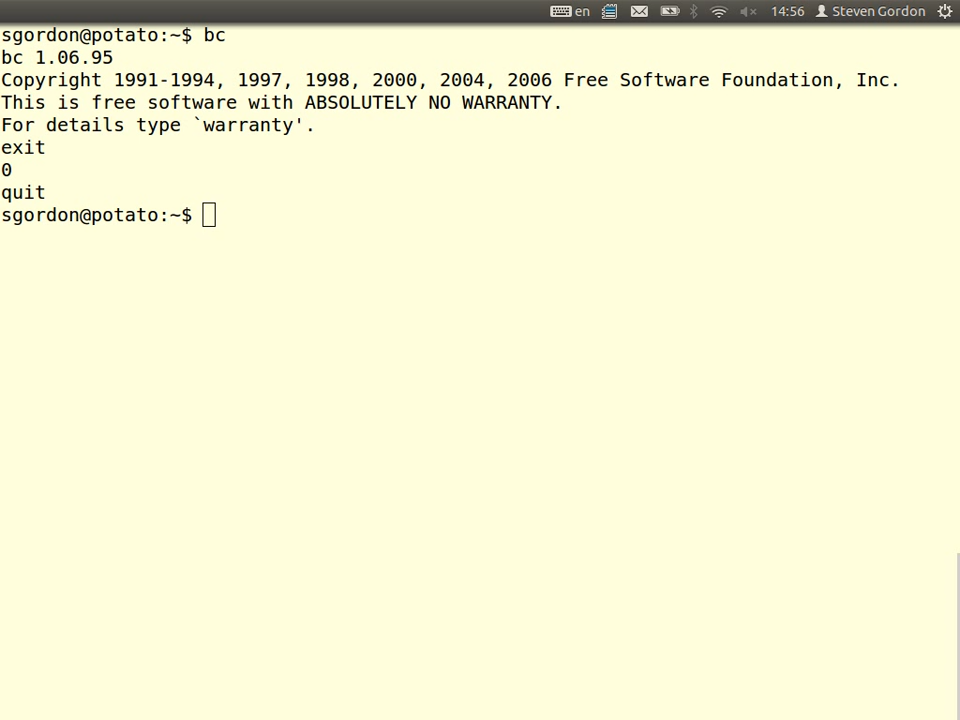 en 14:56 Steven Gordon
sgordon@potato:~$ bc
bc 1.06.95
Copyright 1991-1994, 1997, 1998, 2000, 2004, 2006 Free Software Foundation, Inc.
This is free software with ABSOLUTELY NO WARRANTY.
For details type `warranty'.
exit
0
quit
sgordon@potato:~$